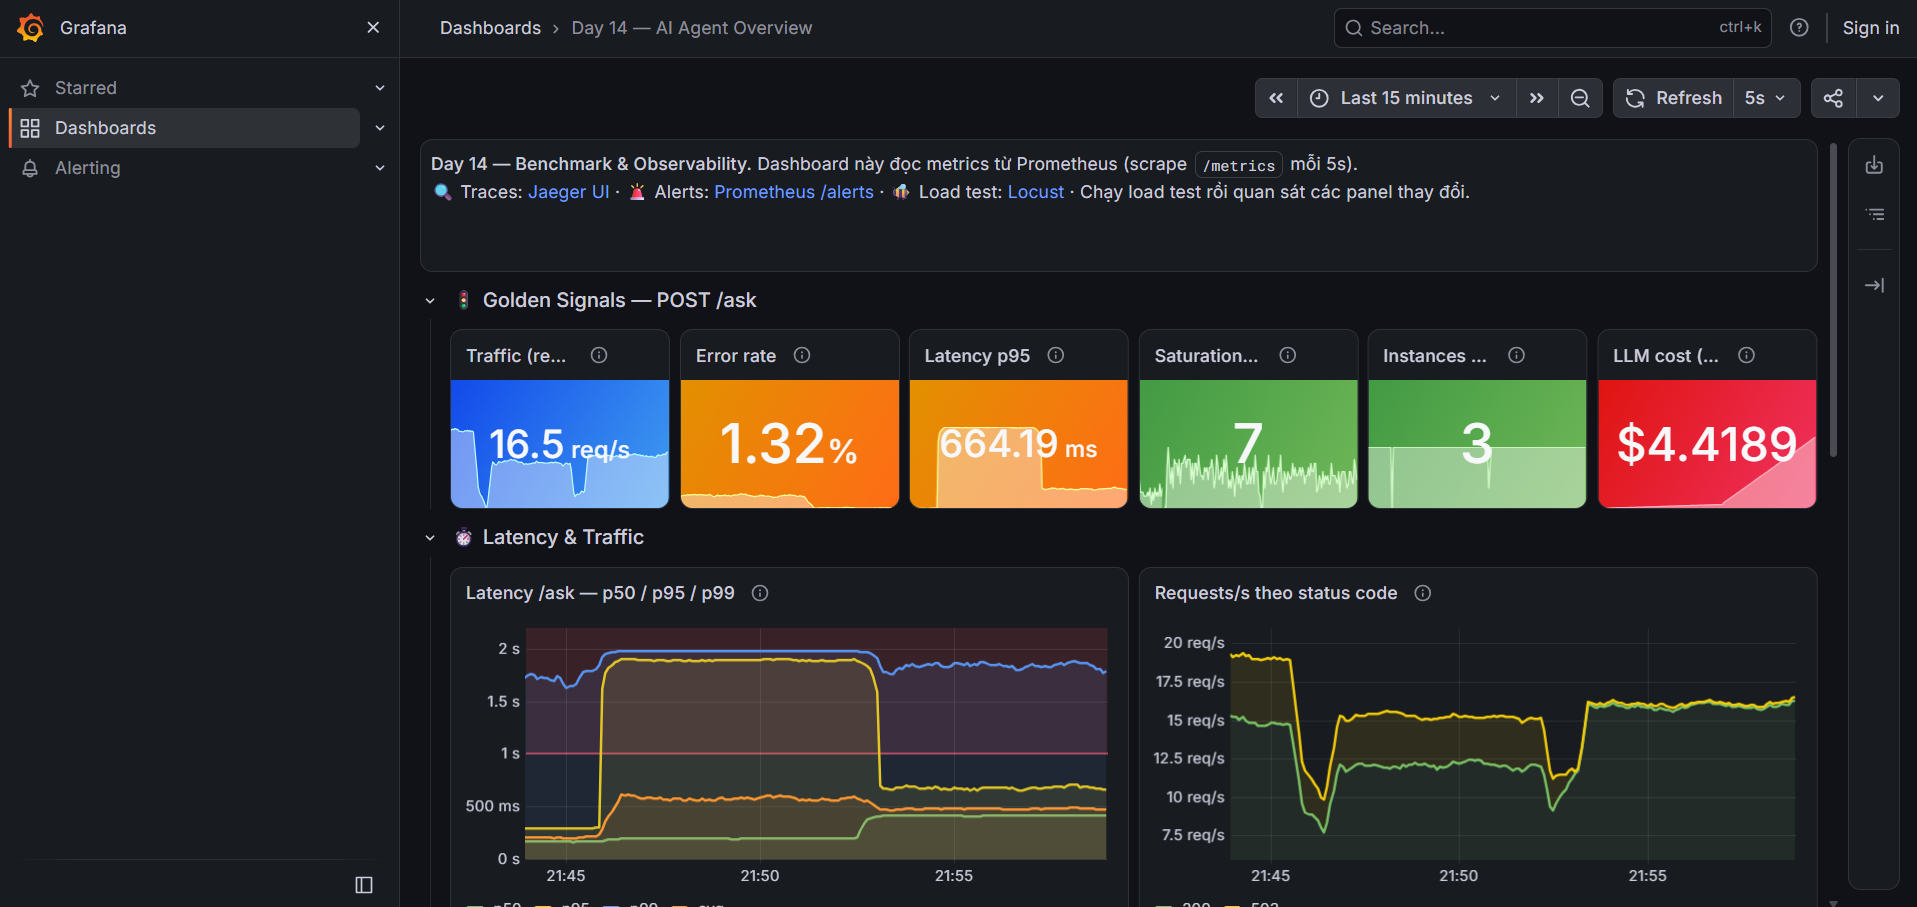 Grafana
Dashboards › Day 14 — AI Agent Overview
Search...
ctrl+k
Sign in
Starred
Dashboards
Alerting
Last 15 minutes
Refresh
5s
Day 14 — Benchmark & Observability. Dashboard này đọc metrics từ Prometheus (scrape /metrics mỗi 5s).
Traces: Jaeger UI · Alerts: Prometheus /alerts · Load test: Locust · Chạy load test rồi quan sát các panel thay đổi.
Golden Signals — POST /ask
Traffic (re...
16.5 req/s
Error rate
1.32%
Latency p95
664.19 ms
Saturation...
7
Instances ...
3
LLM cost (...
$4.4189
Latency & Traffic
Latency /ask — p50 / p95 / p99
2 s
1.5 s
1 s
500 ms
0 s
21:45
21:50
21:55
Requests/s theo status code
20 req/s
17.5 req/s
15 req/s
12.5 req/s
10 req/s
7.5 req/s
21:45
21:50
21:55